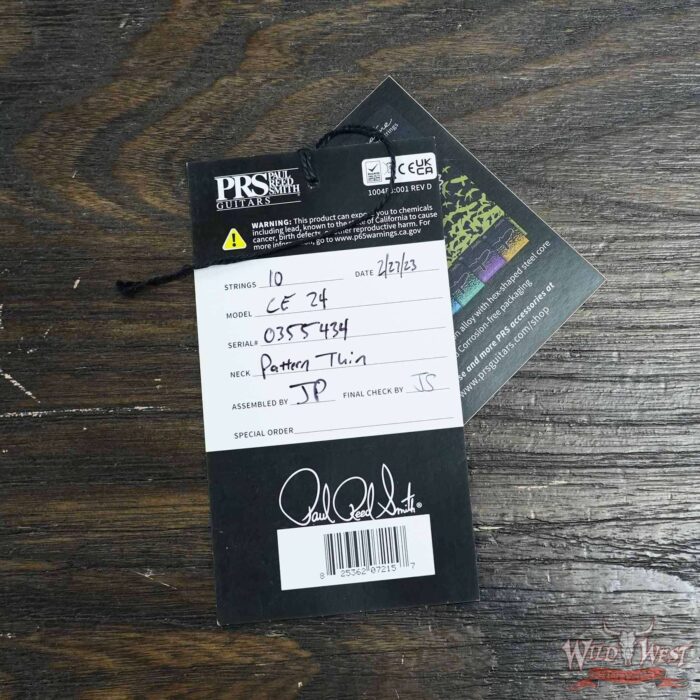 PRS PAUL REED SMITH
GUITARS
CE UK CA
WARNING: This product can expose you to chemicals
including lead, known to the state of California to cause
cancer, birth defects, or other reproductive harm. For
more information, go to www.p65warnings.ca.gov
STRINGS 10 DATE 2/27/23
MODEL CE 24
SERIAL# 0355434
NECK Pattern Thin
ASSEMBLED BY JP FINAL CHECK BY JS
SPECIAL ORDER
Paul Reed Smith®
8 25362 07215 7
alloy with hex-shaped steel core
Corrosion-free packaging
and more PRS accessories at
www.prsguitars.com/shop
WILD WEST